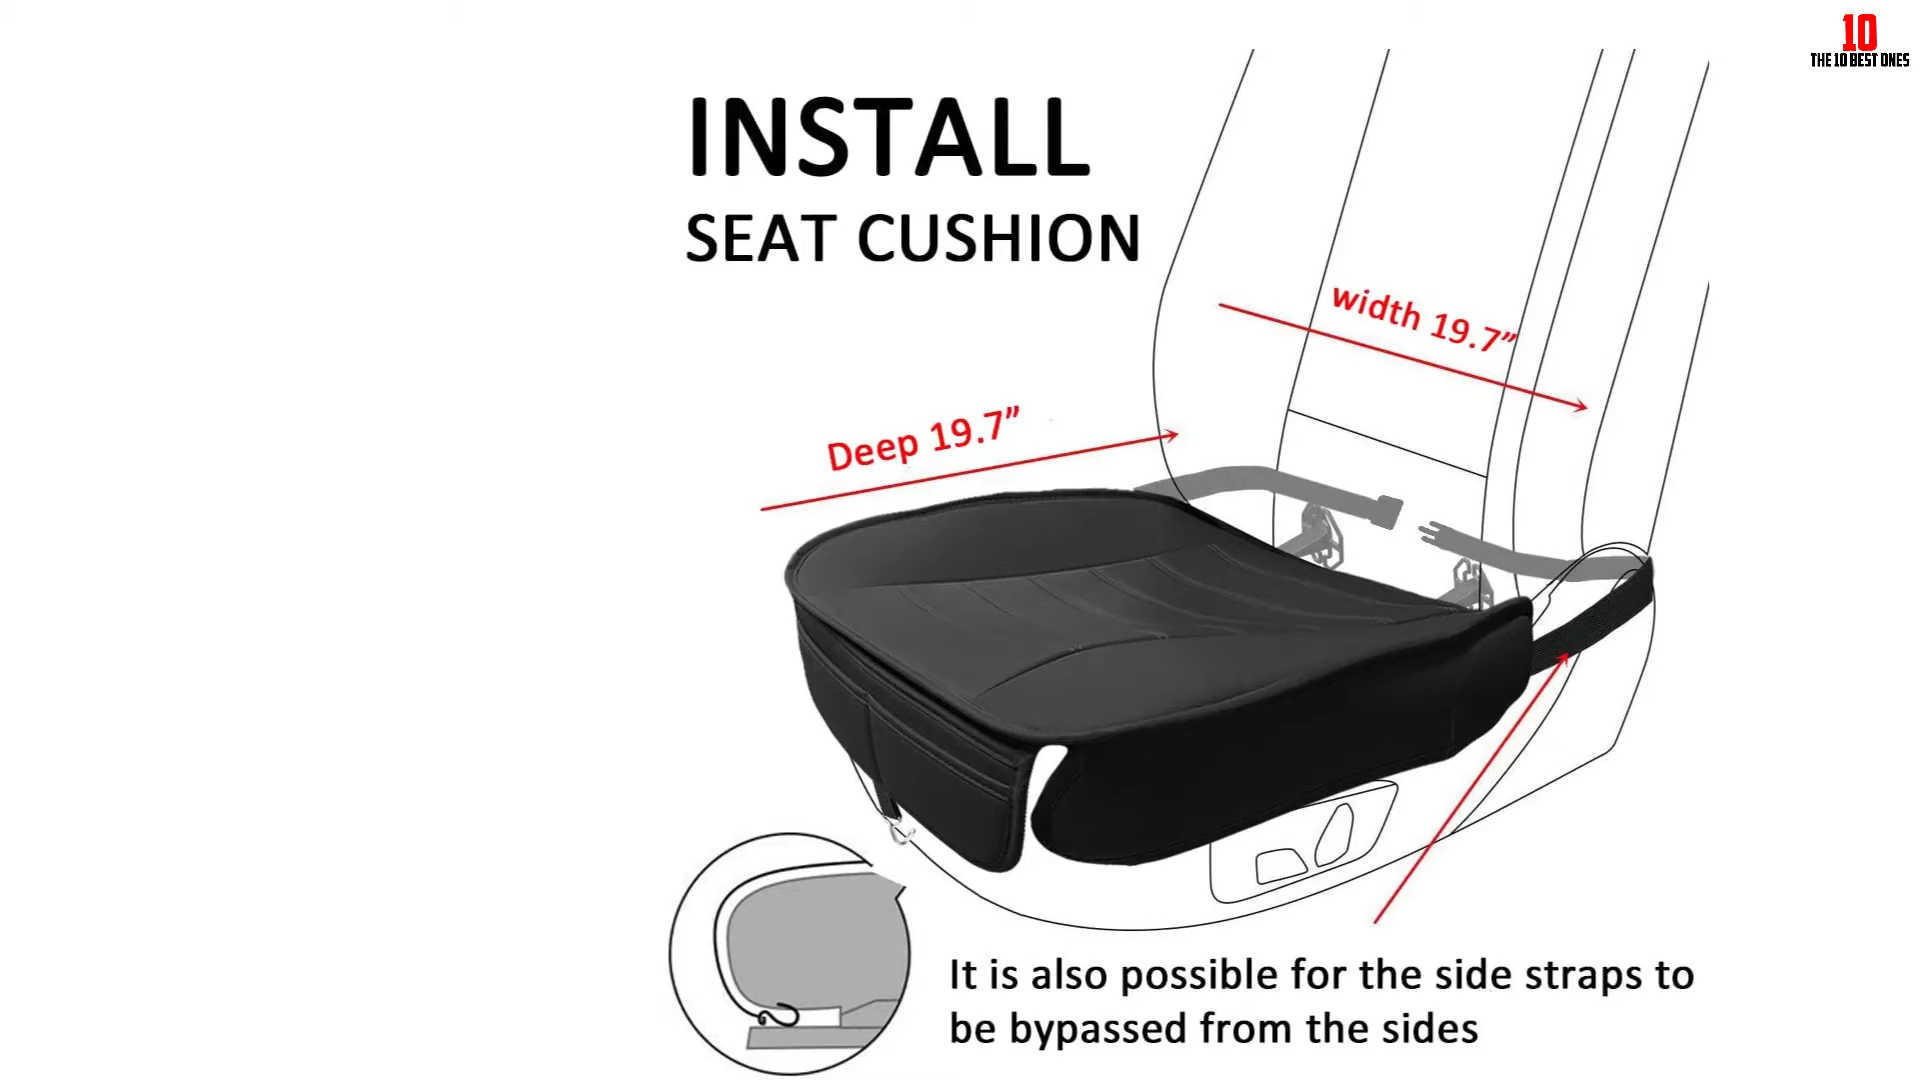 10
THE 10 BEST ONES
INSTALL
SEAT CUSHION
width 19.7”
Deep 19.7”
It is also possible for the side straps to
be bypassed from the sides